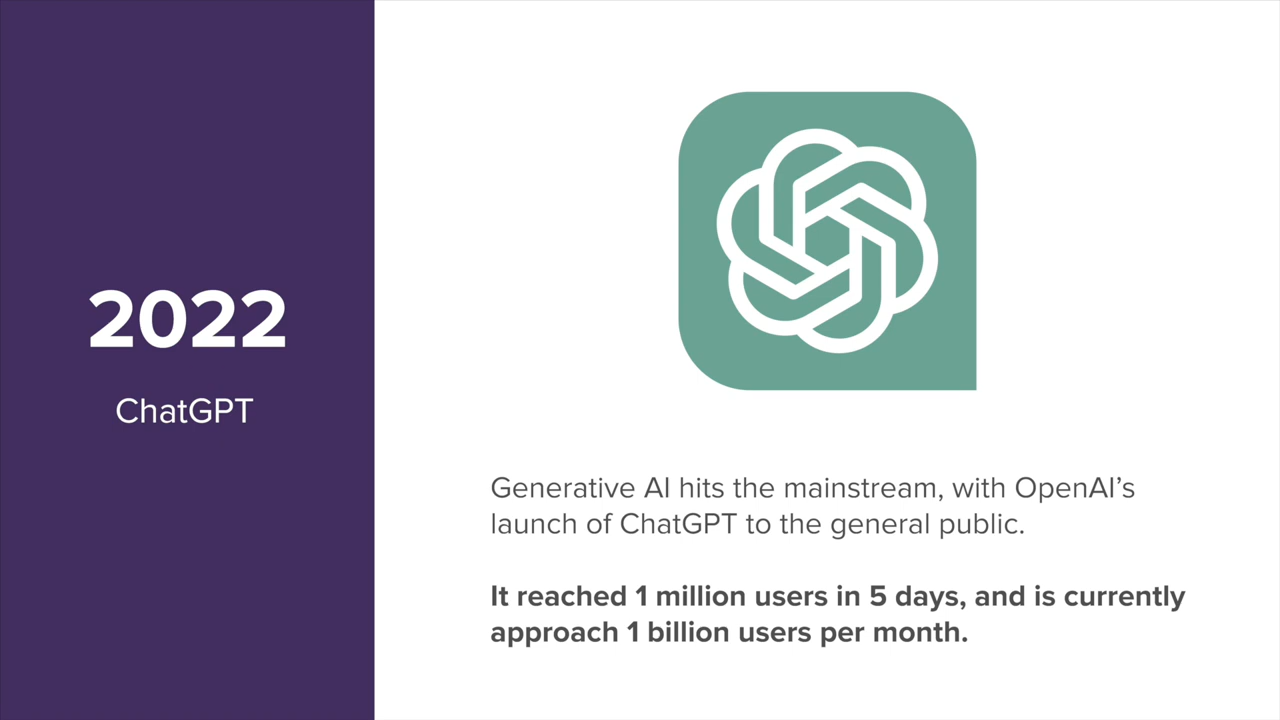 2022
ChatGPT
Generative AI hits the mainstream, with OpenAI’s
launch of ChatGPT to the general public.
It reached 1 million users in 5 days, and is currently
approach 1 billion users per month.